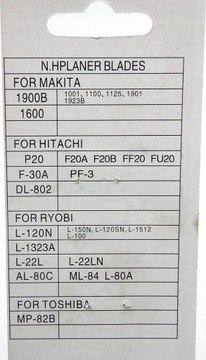 N.HPLANER BLADES
FOR MAKITA
1900B 1001, 1100, 1125, 1901
1923B
1600
FOR HITACHI
P20 F20A F20B FF20 FU20
F-30A PF-3
DL-802
FOR RYOBI
L-120N L-150N, L-120SN, L-1512
L-100
L-1323A
L-22L L-22LN
AL-80C ML-84 L-80A
FOR TOSHIBA
MP-82B